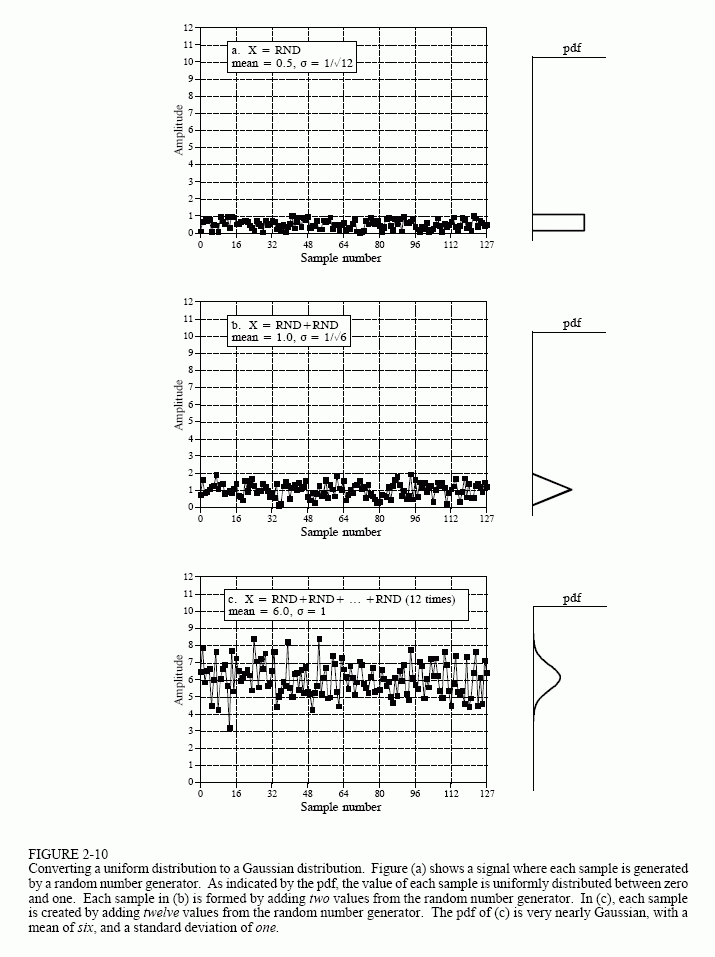 12
11
10
9
8
7
6
5
4
3
2
1
0
Amplitude
a. X = RND
mean = 0.5, σ = 1/√12
0 16 32 48 64 80 96 112 127
Sample number
pdf
12
11
10
9
8
7
6
5
4
3
2
1
0
Amplitude
b. X = RND+RND
mean = 1.0, σ = 1/√6
0 16 32 48 64 80 96 112 127
Sample number
pdf
12
11
10
9
8
7
6
5
4
3
2
1
0
Amplitude
c. X = RND+RND+ ... +RND (12 times)
mean = 6.0, σ = 1
0 16 32 48 64 80 96 112 127
Sample number
pdf
FIGURE 2-10
Converting a uniform distribution to a Gaussian distribution. Figure (a) shows a signal where each sample is generated
by a random number generator. As indicated by the pdf, the value of each sample is uniformly distributed between zero
and one. Each sample in (b) is formed by adding two values from the random number generator. In (c), each sample
is created by adding twelve values from the random number generator. The pdf of (c) is very nearly Gaussian, with a
mean of six, and a standard deviation of one.